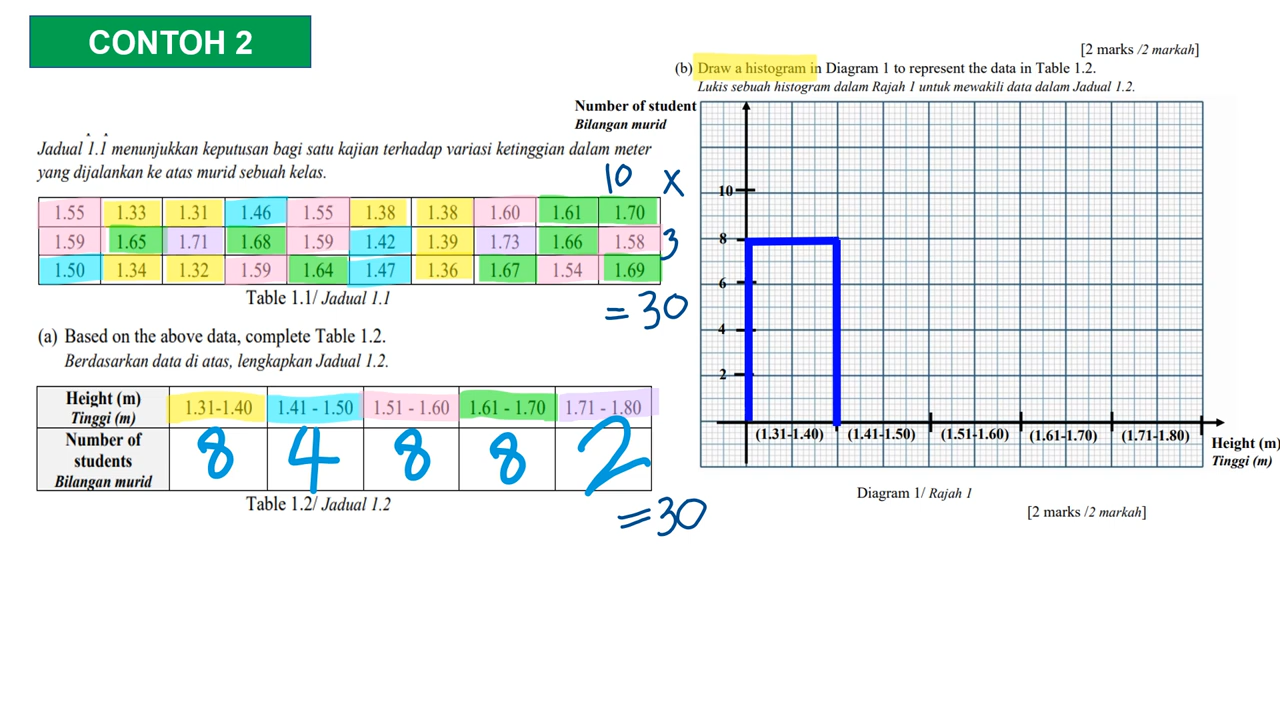 CONTOH 2
Jadual 1.1 menunjukkan keputusan bagi satu kajian terhadap variasi ketinggian dalam meter
yang dijalankan ke atas murid sebuah kelas.
10 x
1.55 1.33 1.31 1.46 1.55 1.38 1.38 1.60 1.61 1.70
1.59 1.65 1.71 1.68 1.59 1.42 1.39 1.73 1.66 1.58 3
1.50 1.34 1.32 1.59 1.64 1.47 1.36 1.67 1.54 1.69
Table 1.1/ Jadual 1.1
= 30
(a) Based on the above data, complete Table 1.2.
Berdasarkan data di atas, lengkapkan Jadual 1.2.
Height (m)
Tinggi (m)
1.31-1.40 1.41 - 1.50 1.51 - 1.60 1.61 - 1.70 1.71 - 1.80
Number of
students
Bilangan murid
8 4 8 8 2
Table 1.2/ Jadual 1.2
= 30
[2 marks /2 markah]
(b) Draw a histogram in Diagram 1 to represent the data in Table 1.2.
Lukis sebuah histogram dalam Rajah 1 untuk mewakili data dalam Jadual 1.2.
Number of student
Bilangan murid
10
8
6
4
2
(1.31-1.40) (1.41-1.50) (1.51-1.60) (1.61-1.70) (1.71-1.80)
Height (m)
Tinggi (m)
Diagram 1/ Rajah 1
[2 marks /2 markah]